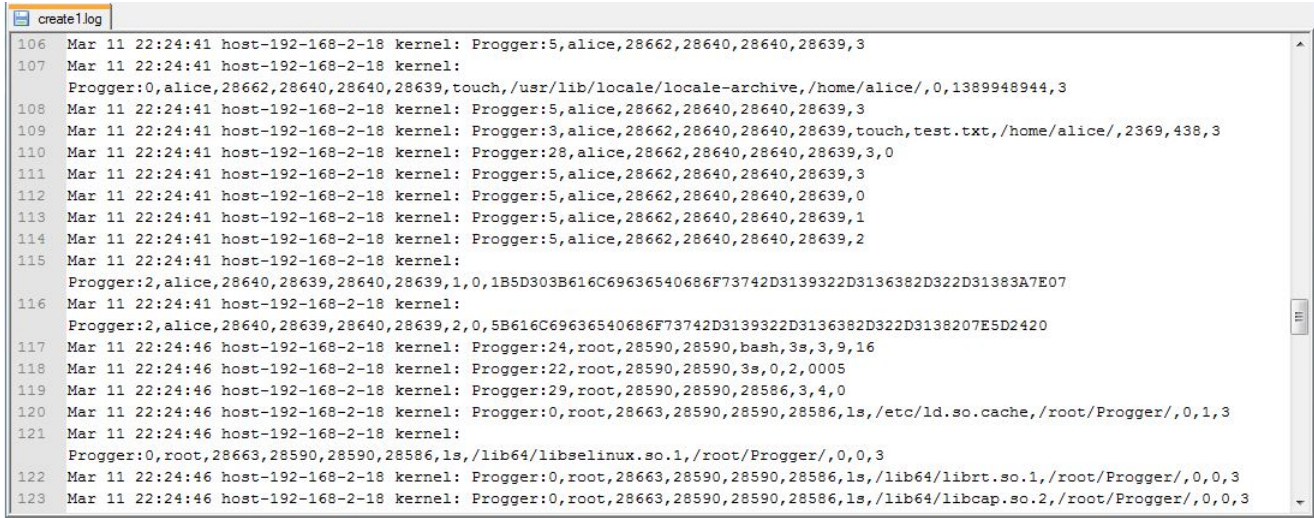 create1.log
106 Mar 11 22:24:41 host-192-168-2-18 kernel: Progger:5,alice,28662,28640,28640,28639,3
107 Mar 11 22:24:41 host-192-168-2-18 kernel:
Progger:0,alice,28662,28640,28640,28639,touch,/usr/lib/locale/locale-archive,/home/alice/,0,1389948944,3
108 Mar 11 22:24:41 host-192-168-2-18 kernel: Progger:5,alice,28662,28640,28640,28639,3
109 Mar 11 22:24:41 host-192-168-2-18 kernel: Progger:3,alice,28662,28640,28640,28639,touch,test.txt,/home/alice/,2369,438,3
110 Mar 11 22:24:41 host-192-168-2-18 kernel: Progger:28,alice,28662,28640,28640,28639,3,0
111 Mar 11 22:24:41 host-192-168-2-18 kernel: Progger:5,alice,28662,28640,28640,28639,3
112 Mar 11 22:24:41 host-192-168-2-18 kernel: Progger:5,alice,28662,28640,28640,28639,0
113 Mar 11 22:24:41 host-192-168-2-18 kernel: Progger:5,alice,28662,28640,28640,28639,1
114 Mar 11 22:24:41 host-192-168-2-18 kernel: Progger:5,alice,28662,28640,28640,28639,2
115 Mar 11 22:24:41 host-192-168-2-18 kernel:
Progger:2,alice,28640,28639,28640,28639,1,0,1B5D303B616C69636540686F73742D3139322D3136382D322D31383A7E07
116 Mar 11 22:24:41 host-192-168-2-18 kernel:
Progger:2,alice,28640,28639,28640,28639,2,0,5B616C69636540686F73742D3139322D3136382D322D3138207E5D2420
117 Mar 11 22:24:46 host-192-168-2-18 kernel: Progger:24,root,28590,28590,bash,3s,3,9,16
118 Mar 11 22:24:46 host-192-168-2-18 kernel: Progger:22,root,28590,28590,3s,0,2,0005
119 Mar 11 22:24:46 host-192-168-2-18 kernel: Progger:29,root,28590,28590,28586,3,4,0
120 Mar 11 22:24:46 host-192-168-2-18 kernel: Progger:0,root,28663,28590,28590,28586,ls,/etc/ld.so.cache,/root/Progger/,0,1,3
121 Mar 11 22:24:46 host-192-168-2-18 kernel:
Progger:0,root,28663,28590,28590,28586,ls,/lib64/libselinux.so.1,/root/Progger/,0,0,3
122 Mar 11 22:24:46 host-192-168-2-18 kernel: Progger:0,root,28663,28590,28590,28586,ls,/lib64/librt.so.1,/root/Progger/,0,0,3
123 Mar 11 22:24:46 host-192-168-2-18 kernel: Progger:0,root,28663,28590,28590,28586,ls,/lib64/libcap.so.2,/root/Progger/,0,0,3